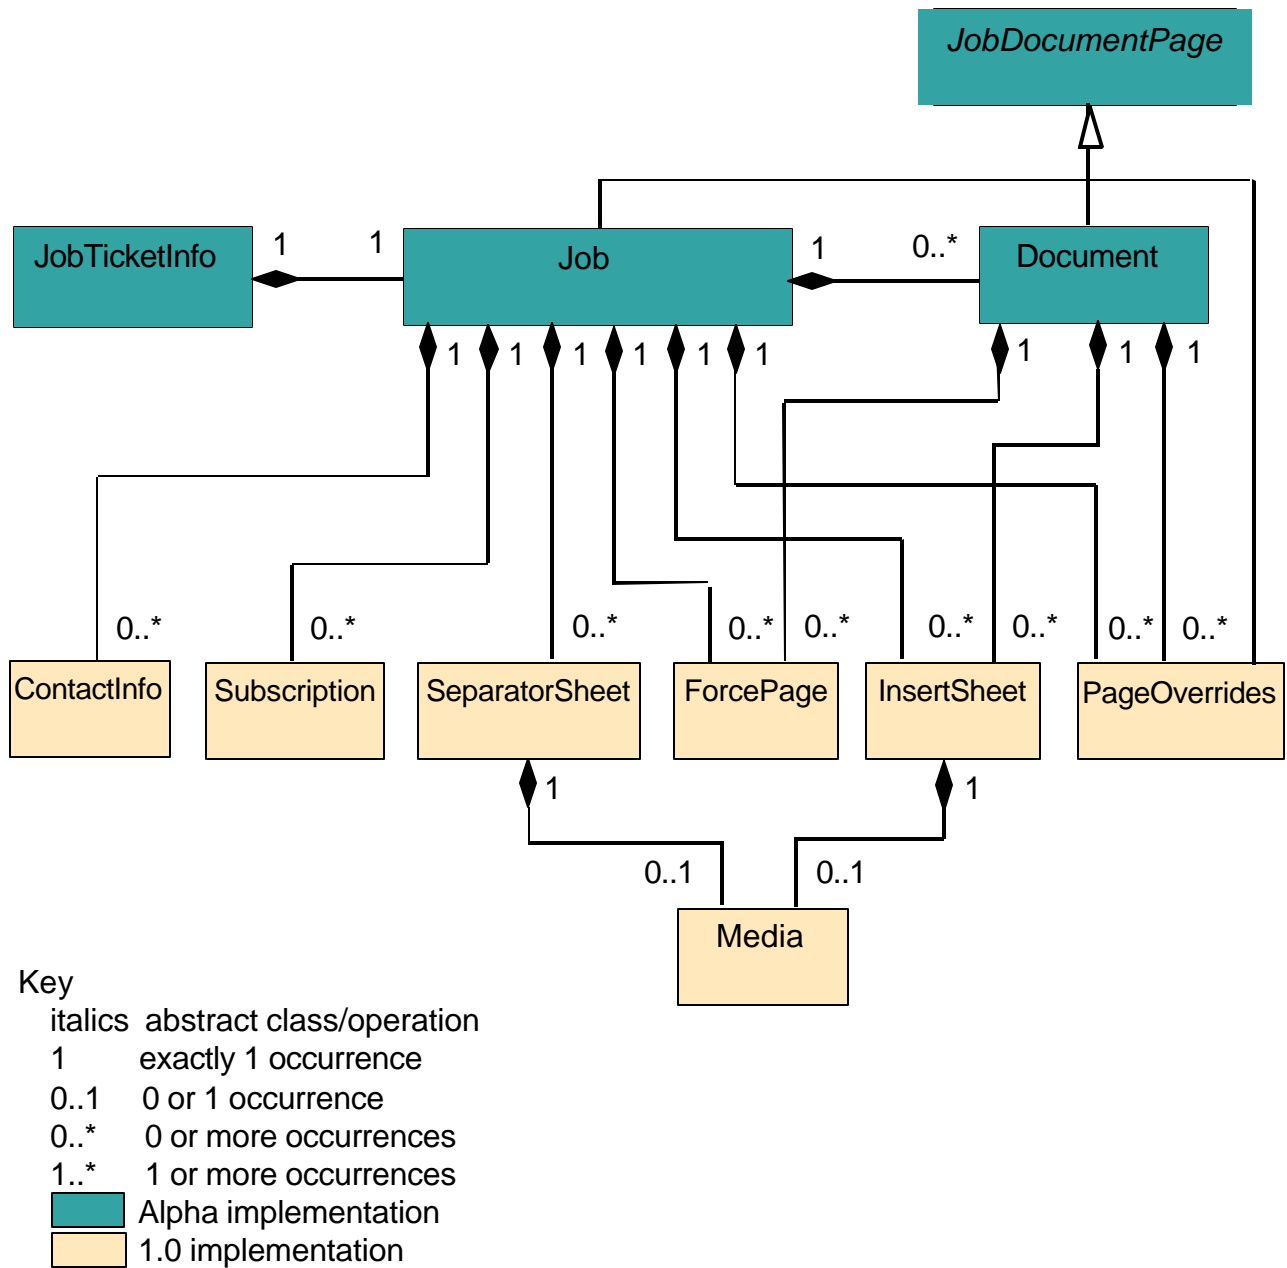 JobDocumentPage
JobTicketInfo
1
1
Job
1
0..*
Document
1
1
1
1
1
1
1
1
1
0..*
0..*
0..*
0..*
0..*
0..*
0..*
0..*
0..*
ContactInfo
Subscription
SeparatorSheet
ForcePage
InsertSheet
PageOverrides
1
1
0..1
0..1
Media
Key
italics abstract class/operation
1 exactly 1 occurrence
0..1 0 or 1 occurrence
0..* 0 or more occurrences
1..* 1 or more occurrences
Alpha implementation
1.0 implementation